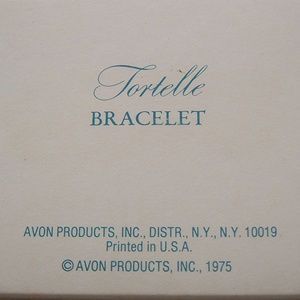 Tortelle
BRACELET
AVON PRODUCTS, INC., DISTR., N.Y., N.Y. 10019
Printed in U.S.A.
© AVON PRODUCTS, INC., 1975